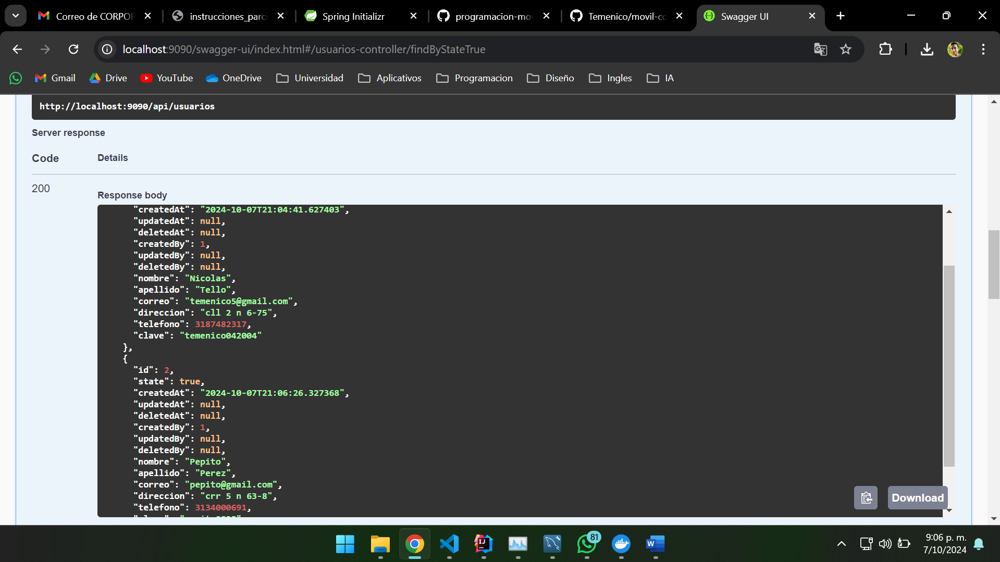 Correo de CORPOR
instrucciones_parci
Spring Initializr
programacion-mov
Temenico/movil-co
Swagger UI
localhost:9090/swagger-ui/index.html#/usuarios-controller/findByStateTrue
Gmail
Drive
YouTube
OneDrive
Universidad
Aplicativos
Programacion
Diseño
Ingles
IA
http://localhost:9090/api/usuarios
Server response
Code Details
200
Response body
"createdAt": "2024-10-07T21:04:41.627403",
"updatedAt": null,
"deletedAt": null,
"createdBy": 1,
"updatedBy": null,
"deletedBy": null,
"nombre": "Nicolas",
"apellido": "Tello",
"correo": "temenico5@gmail.com",
"direccion": "cll 2 n 6-75",
"telefono": 3187482317,
"clave": "temenico042004"
},
{
"id": 2,
"state": true,
"createdAt": "2024-10-07T21:06:26.327368",
"updatedAt": null,
"deletedAt": null,
"createdBy": 1,
"updatedBy": null,
"deletedBy": null,
"nombre": "Pepito",
"apellido": "Perez",
"correo": "pepito@gmail.com",
"direccion": "crr 5 n 63-8",
"telefono": 3134000691,
Download
81
9:06 p. m.
7/10/2024